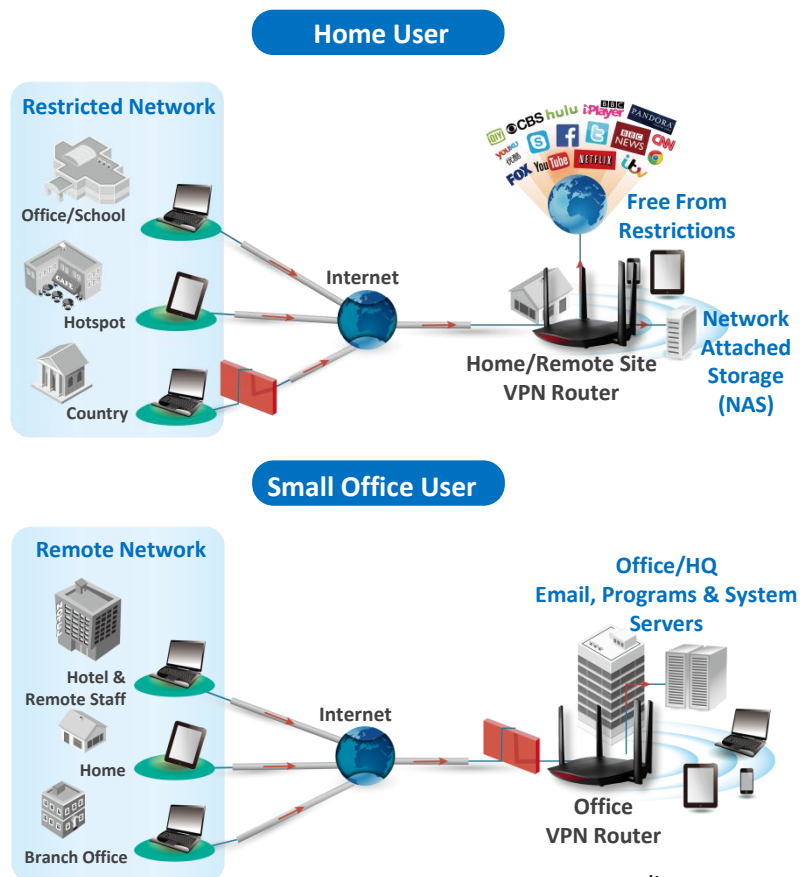 Home User
Restricted Network
Office/School
CAFE
Hotspot
Country
Internet
QIY
CBS
hulu
BBC
iPlayer
PANDORA
YOUKU
优酷
S
f
t
BBC
NEWS
CNN
FOX
YouTube
NETFLIX
itv
Free From
Restrictions
Home/Remote Site
VPN Router
Network
Attached
Storage
(NAS)
Small Office User
Remote Network
Hotel &
Remote Staff
Home
Branch Office
Internet
Office/HQ
Email, Programs & System
Servers
Office
VPN Router